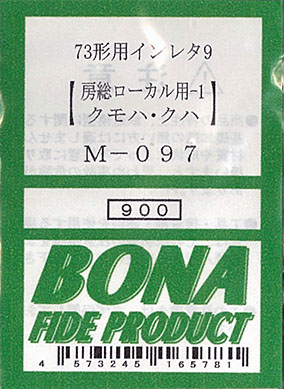 73形用インレタ9
【房総ローカル用-1
クモハ・クハ】
M-097
900
BONA
FIDE PRODUCT
4 573245 165781